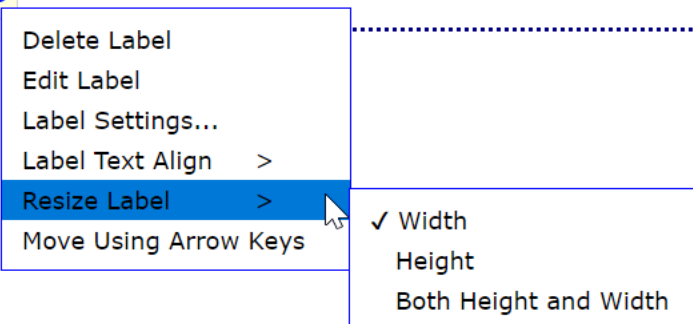 Delete Label
Edit Label
Label Settings...
Label Text Align >
Resize Label >
Move Using Arrow Keys
✓ Width
Height
Both Height and Width